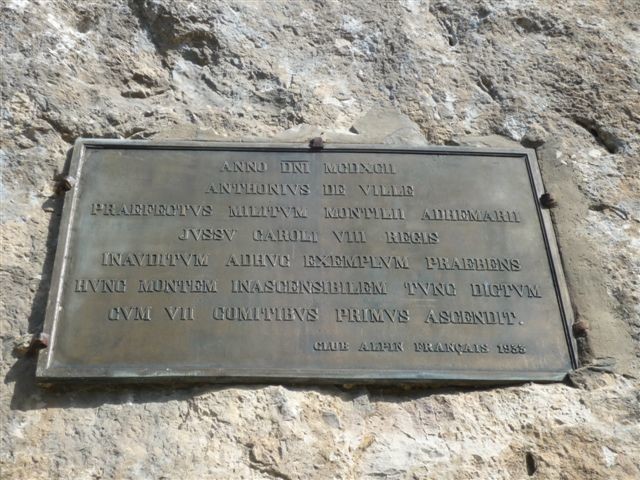 ANNO DNI MCDXCII
ANTHONIVS DE VILLE
PRAEFECTVS MILITVM MONTILII ADHEMARII
JVSSV CAROLI VIII REGIS
INAVDITVM ADHVC EXEMPLVM PRAEBENS
HVNC MONTEM INASCENSIBILEM TVNC DICTVM
CVM VII COMITIBVS PRIMVS ASCENDIT.
CLUB ALPIN FRANÇAIS 1933